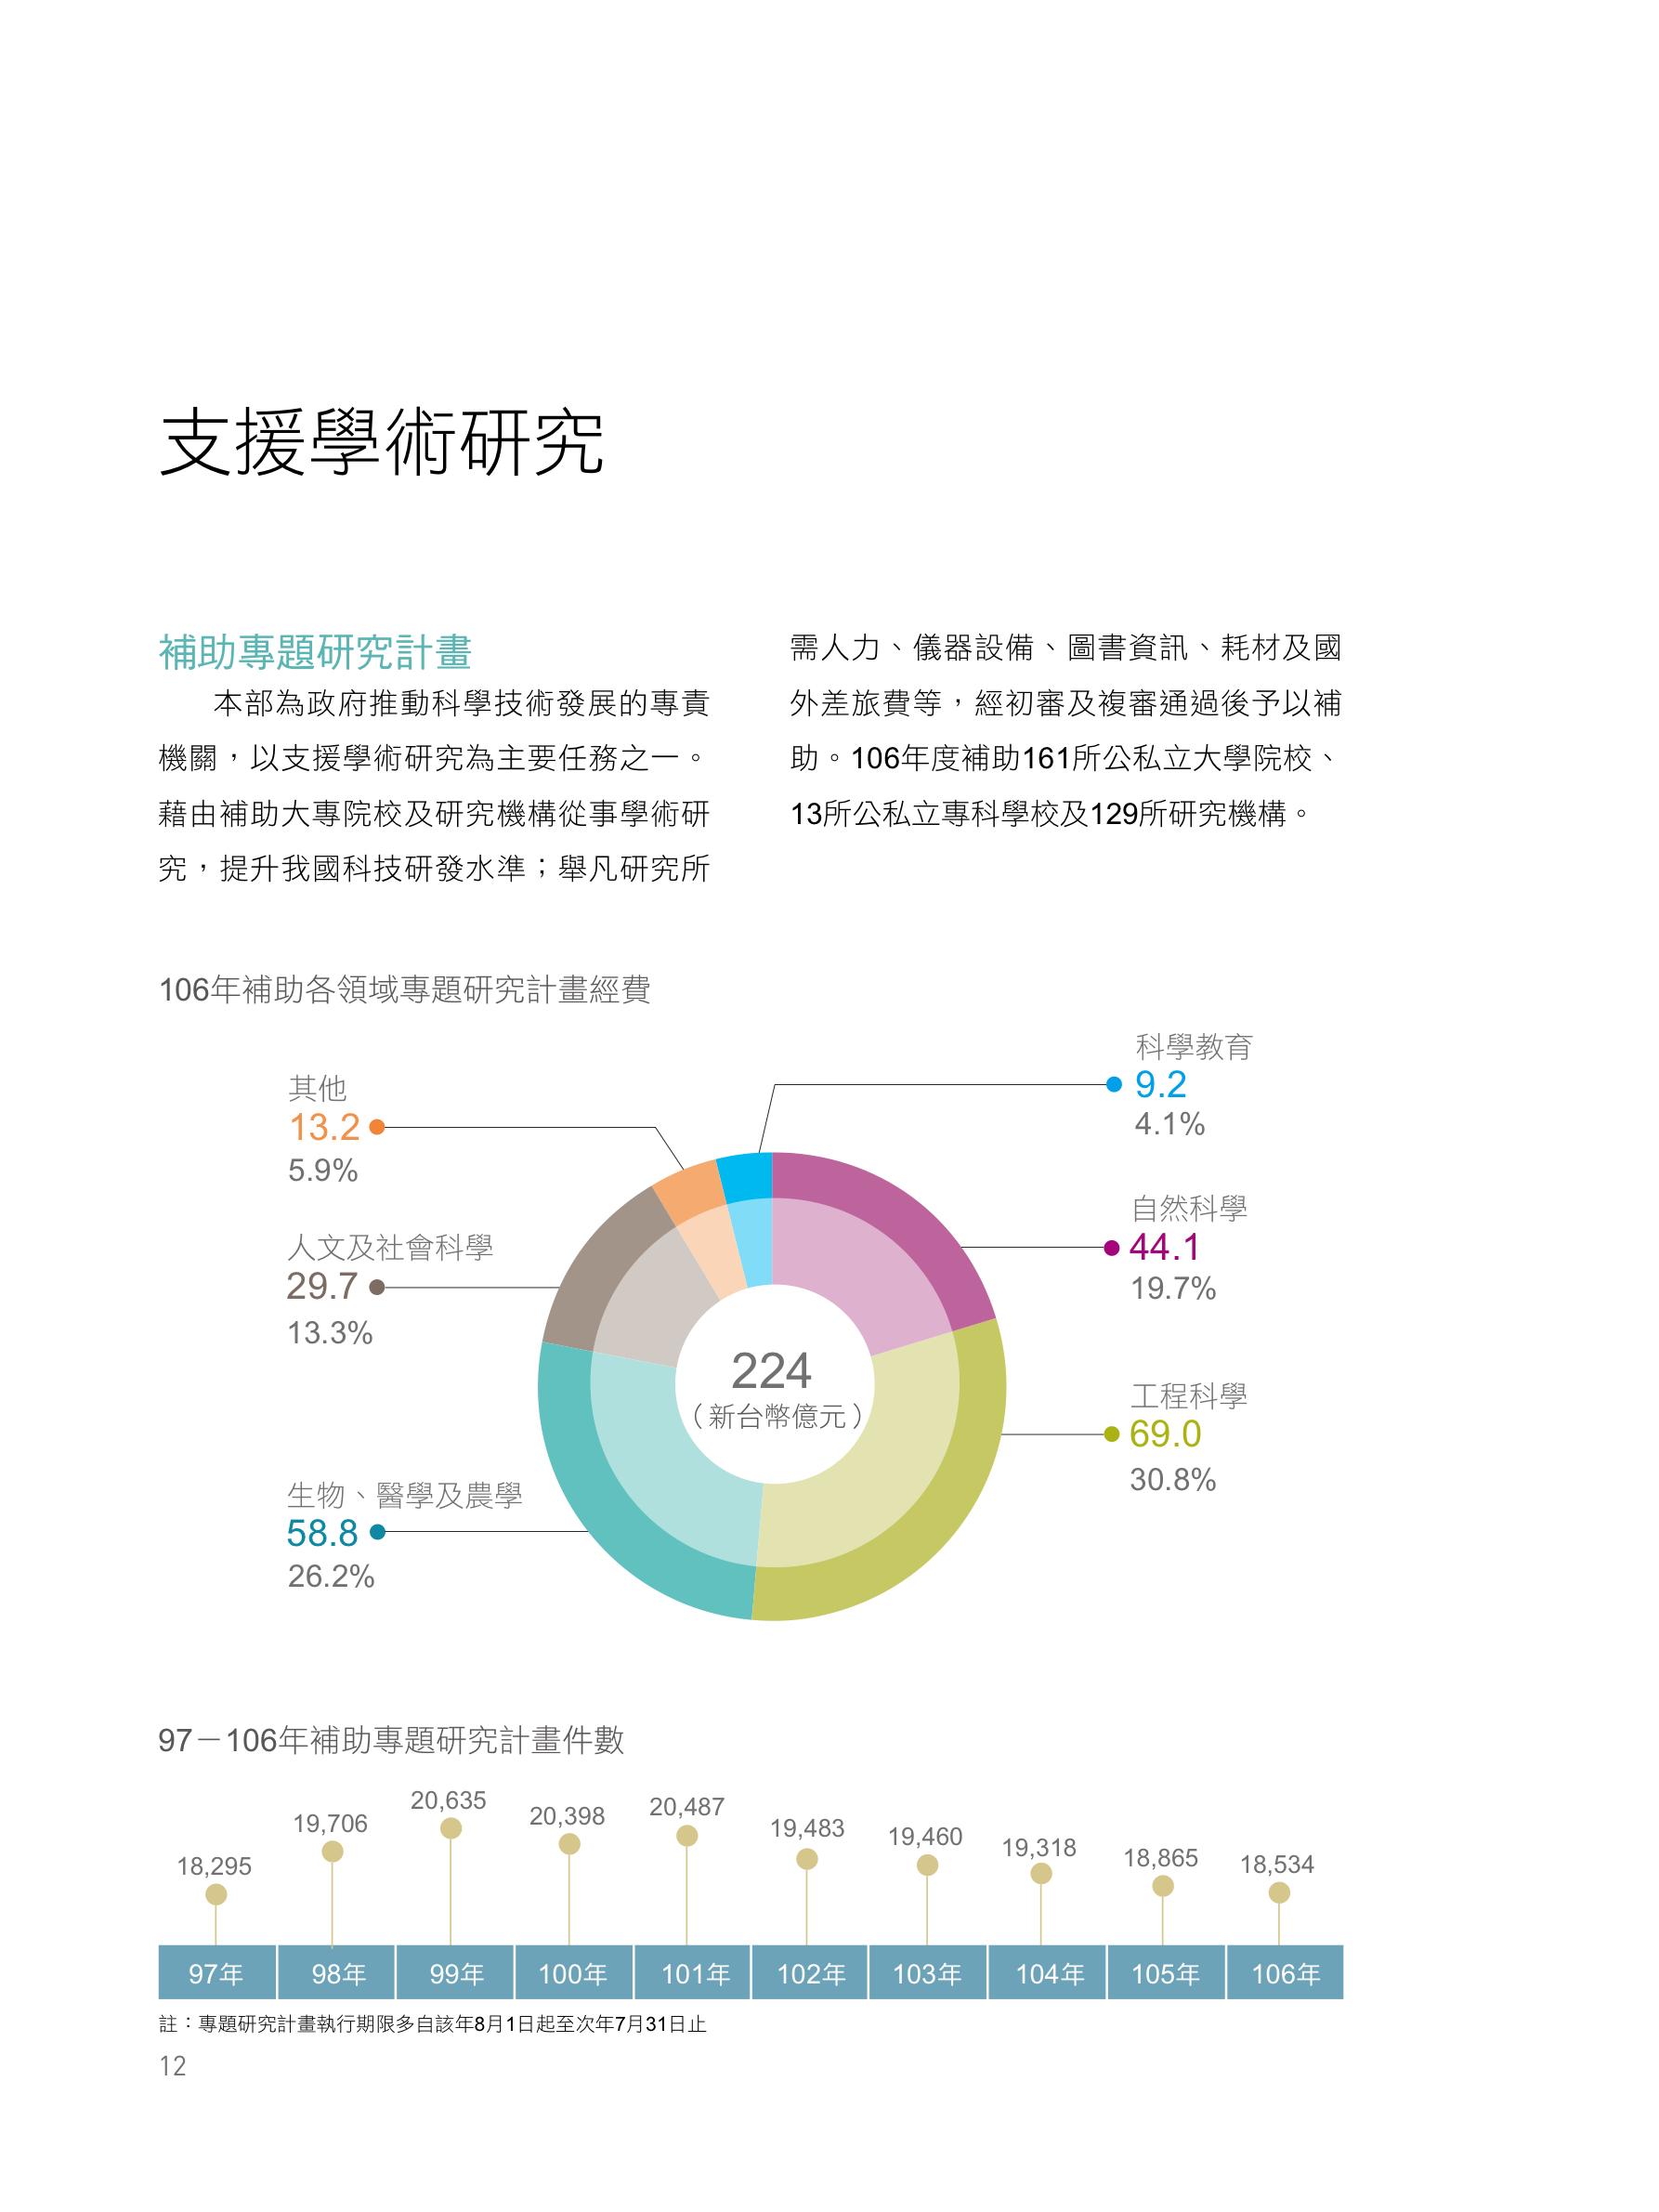 支援學術研究
補助專題研究計畫
本部為政府推動科學技術發展的專責
機關，以支援學術研究為主要任務之一。
藉由補助大專院校及研究機構從事學術研
究，提升我國科技研發水準；舉凡研究所
需人力、儀器設備、圖書資訊、耗材及國
外差旅費等，經初審及複審通過後予以補
助。106年度補助161所公私立大學院校、
13所公私立專科學校及129所研究機構。
106年補助各領域專題研究計畫經費
科學教育
9.2
4.1%
其他
13.2
5.9%
自然科學
44.1
19.7%
人文及社會科學
29.7
13.3%
224
（新台幣億元）
工程科學
69.0
30.8%
生物、醫學及農學
58.8
26.2%
97－106年補助專題研究計畫件數
18,295
19,706
20,635
20,398
20,487
19,483
19,460
19,318
18,865
18,534
97年
98年
99年
100年
101年
102年
103年
104年
105年
106年
註：專題研究計畫執行期限多自該年8月1日起至次年7月31日止
12